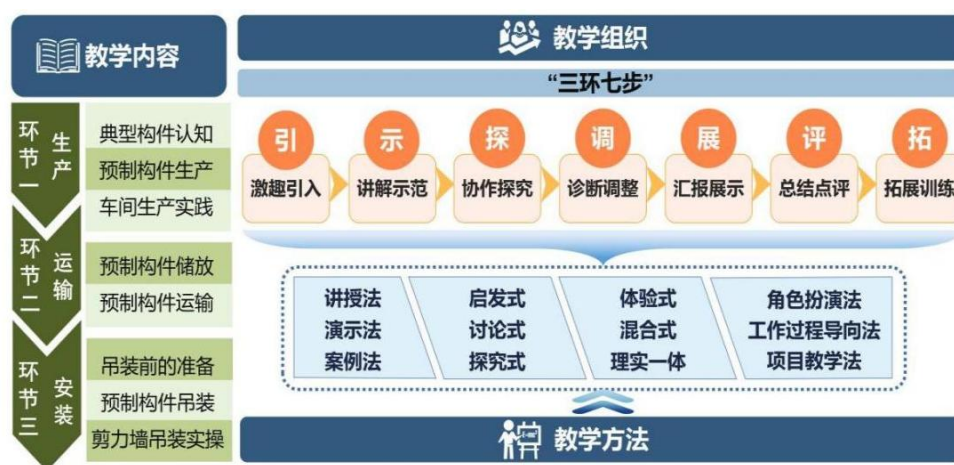 教学内容
环节一
生产
典型构件认知
预制构件生产
车间生产实践
环节二
运输
预制构件储放
预制构件运输
环节三
安装
吊装前的准备
预制构件吊装
剪力墙吊装实操
教学组织
“三环七步”
引
示
探
调
展
评
拓
激趣引入
讲解示范
协作探究
诊断调整
汇报展示
总结点评
拓展训练
讲授法
演示法
案例法
启发式
讨论式
探究式
体验式
混合式
理实一体
角色扮演法
工作过程导向法
项目教学法
教学方法